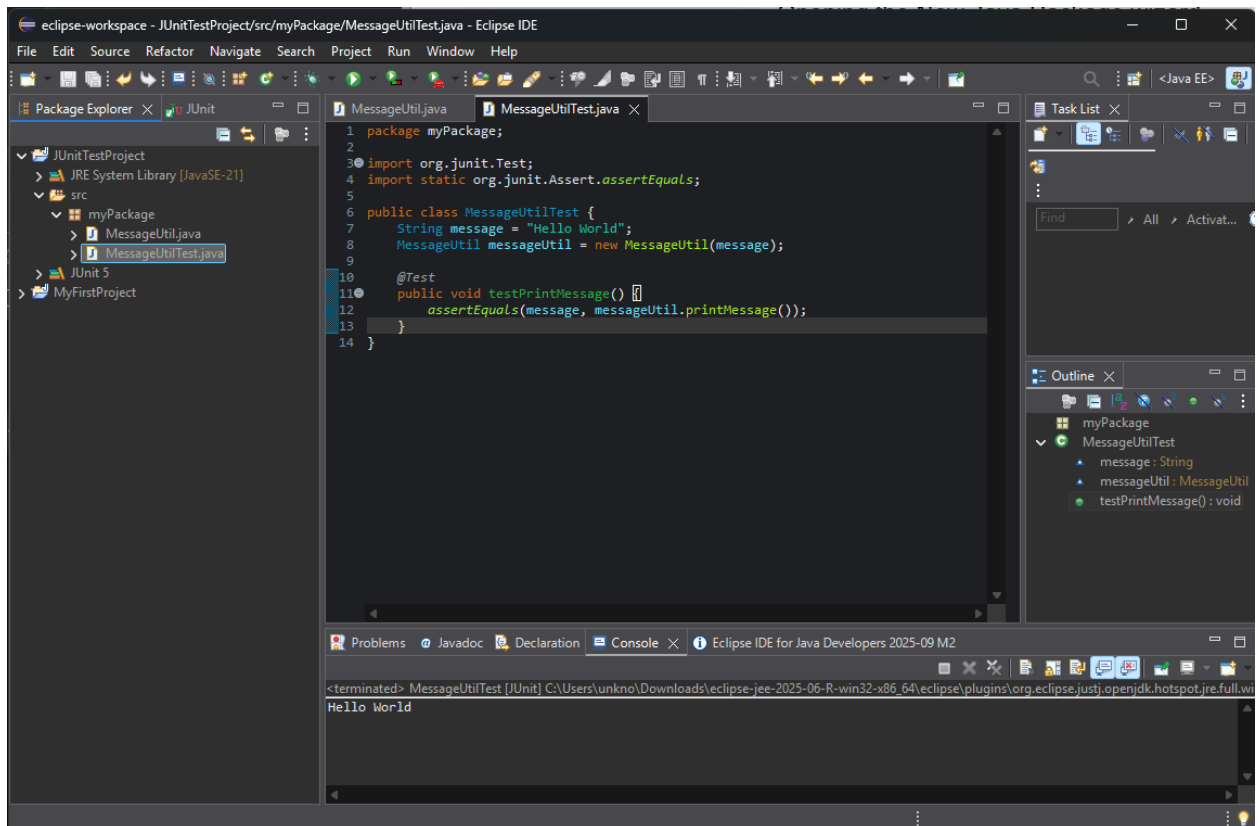 eclipse-workspace - JUnitTestProject/src/myPackage/MessageUtilTest.java - Eclipse IDE
File Edit Source Refactor Navigate Search Project Run Window Help
<Java EE>
Package Explorer
JUnit
JUnitTestProject
JRE System Library [JavaSE-21]
src
myPackage
MessageUtil.java
MessageUtilTest.java
JUnit 5
MyFirstProject
MessageUtil.java
MessageUtilTest.java
1 package myPackage;
2
3 import org.junit.Test;
4 import static org.junit.Assert.assertEquals;
5
6 public class MessageUtilTest {
7 String message = "Hello World";
8 MessageUtil messageUtil = new MessageUtil(message);
9
10 @Test
11 public void testPrintMessage() {
12 assertEquals(message, messageUtil.printMessage());
13 }
14 }
Task List
Find
All
Activat...
Outline
myPackage
MessageUtilTest
message : String
messageUtil : MessageUtil
testPrintMessage() : void
Problems
Javadoc
Declaration
Console
Eclipse IDE for Java Developers 2025-09 M2
<terminated> MessageUtilTest [JUnit] C:\Users\unkno\Downloads\eclipse-jee-2025-06-R-win32-x86_64\eclipse\plugins\org.eclipse.justj.openjdk.hotspot.jre.full.wi
Hello World